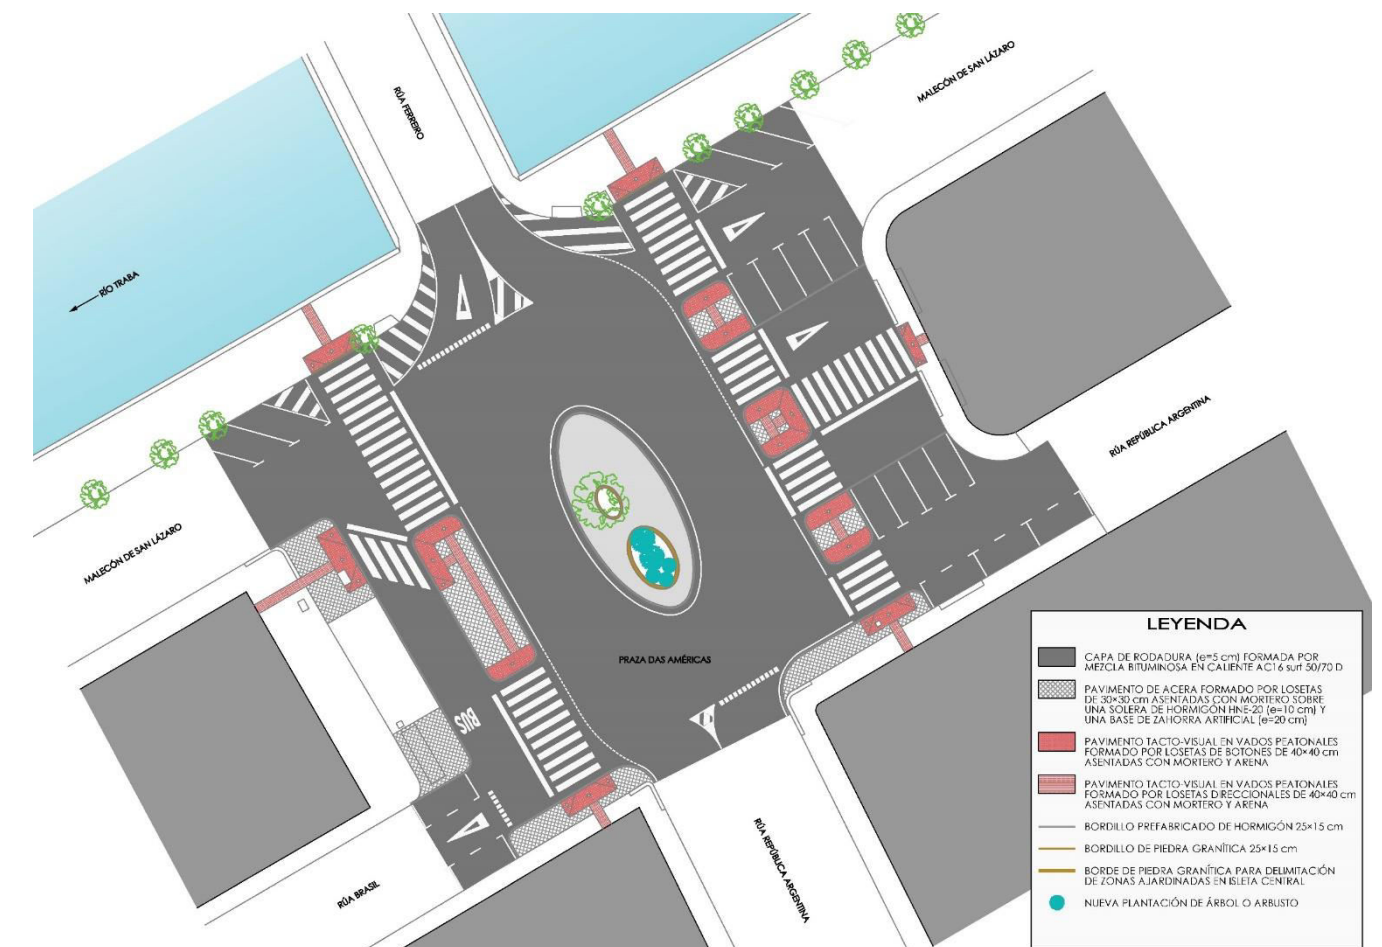 RÚA FERREIRO
MALECÓN DE SAN LÁZARO
RÍO TRABA
RÚA REPÚBLICA ARGENTINA
MALECÓN DE SAN LÁZARO
PRAZA DAS AMÉRICAS
BUS
RÚA BRASIL
RÚA REPÚBLICA ARGENTINA
LEYENDA
CAPA DE RODADURA (e=5 cm) FORMADA POR
MEZCLA BITUMINOSA EN CALIENTE AC16 surf 50/70 D
PAVIMENTO DE ACERA FORMADO POR LOSETAS
DE 30×30 cm ASENTADAS CON MORTERO SOBRE
UNA SOLERA DE HORMIGÓN HNE-20 (e=10 cm) Y
UNA BASE DE ZAHORRA ARTIFICIAL (e=20 cm)
PAVIMENTO TACTO-VISUAL EN VADOS PEATONALES
FORMADO POR LOSETAS DE BOTONES DE 40×40 cm
ASENTADAS CON MORTERO Y ARENA
PAVIMENTO TACTO-VISUAL EN VADOS PEATONALES
FORMADO POR LOSETAS DIRECCIONALES DE 40×40 cm
ASENTADAS CON MORTERO Y ARENA
BORDILLO PREFABRICADO DE HORMIGÓN 25×15 cm
BORDILLO DE PIEDRA GRANÍTICA 25×15 cm
BORDE DE PIEDRA GRANÍTICA PARA DELIMITACIÓN
DE ZONAS AJARDINADAS EN ISLETA CENTRAL
NUEVA PLANTACIÓN DE ÁRBOL O ARBUSTO